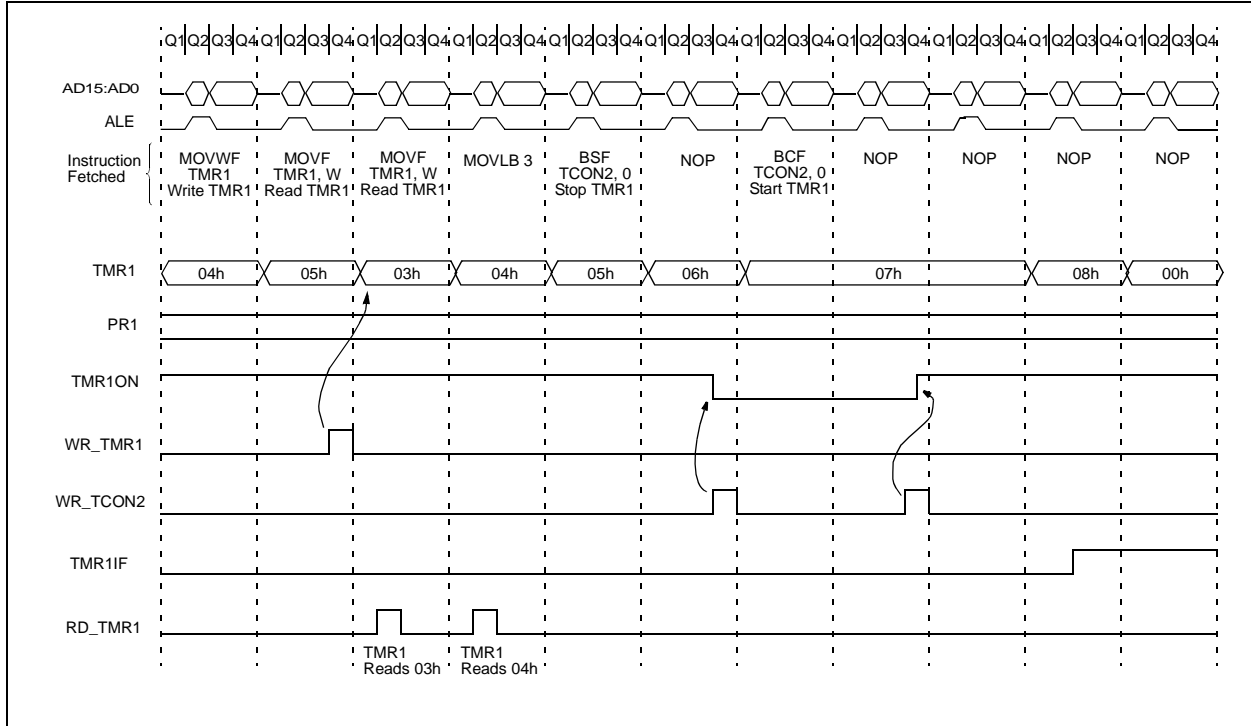 Q1 Q2 Q3 Q4 Q1 Q2 Q3 Q4 Q1 Q2 Q3 Q4 Q1 Q2 Q3 Q4 Q1 Q2 Q3 Q4 Q1 Q2 Q3 Q4 Q1 Q2 Q3 Q4 Q1 Q2 Q3 Q4 Q1 Q2 Q3 Q4 Q1 Q2 Q3 Q4 Q1 Q2 Q3 Q4
AD15:AD0
ALE
Instruction
Fetched
MOVWF
TMR1
Write TMR1
MOVF
TMR1, W
Read TMR1
MOVF
TMR1, W
Read TMR1
MOVLB 3
BSF
TCON2, 0
Stop TMR1
NOP
BCF
TCON2, 0
Start TMR1
NOP
NOP
NOP
NOP
TMR1 04h 05h 03h 04h 05h 06h 07h 08h 00h
PR1
TMR1ON
WR_TMR1
WR_TCON2
TMR1IF
RD_TMR1
TMR1
Reads 03h
TMR1
Reads 04h